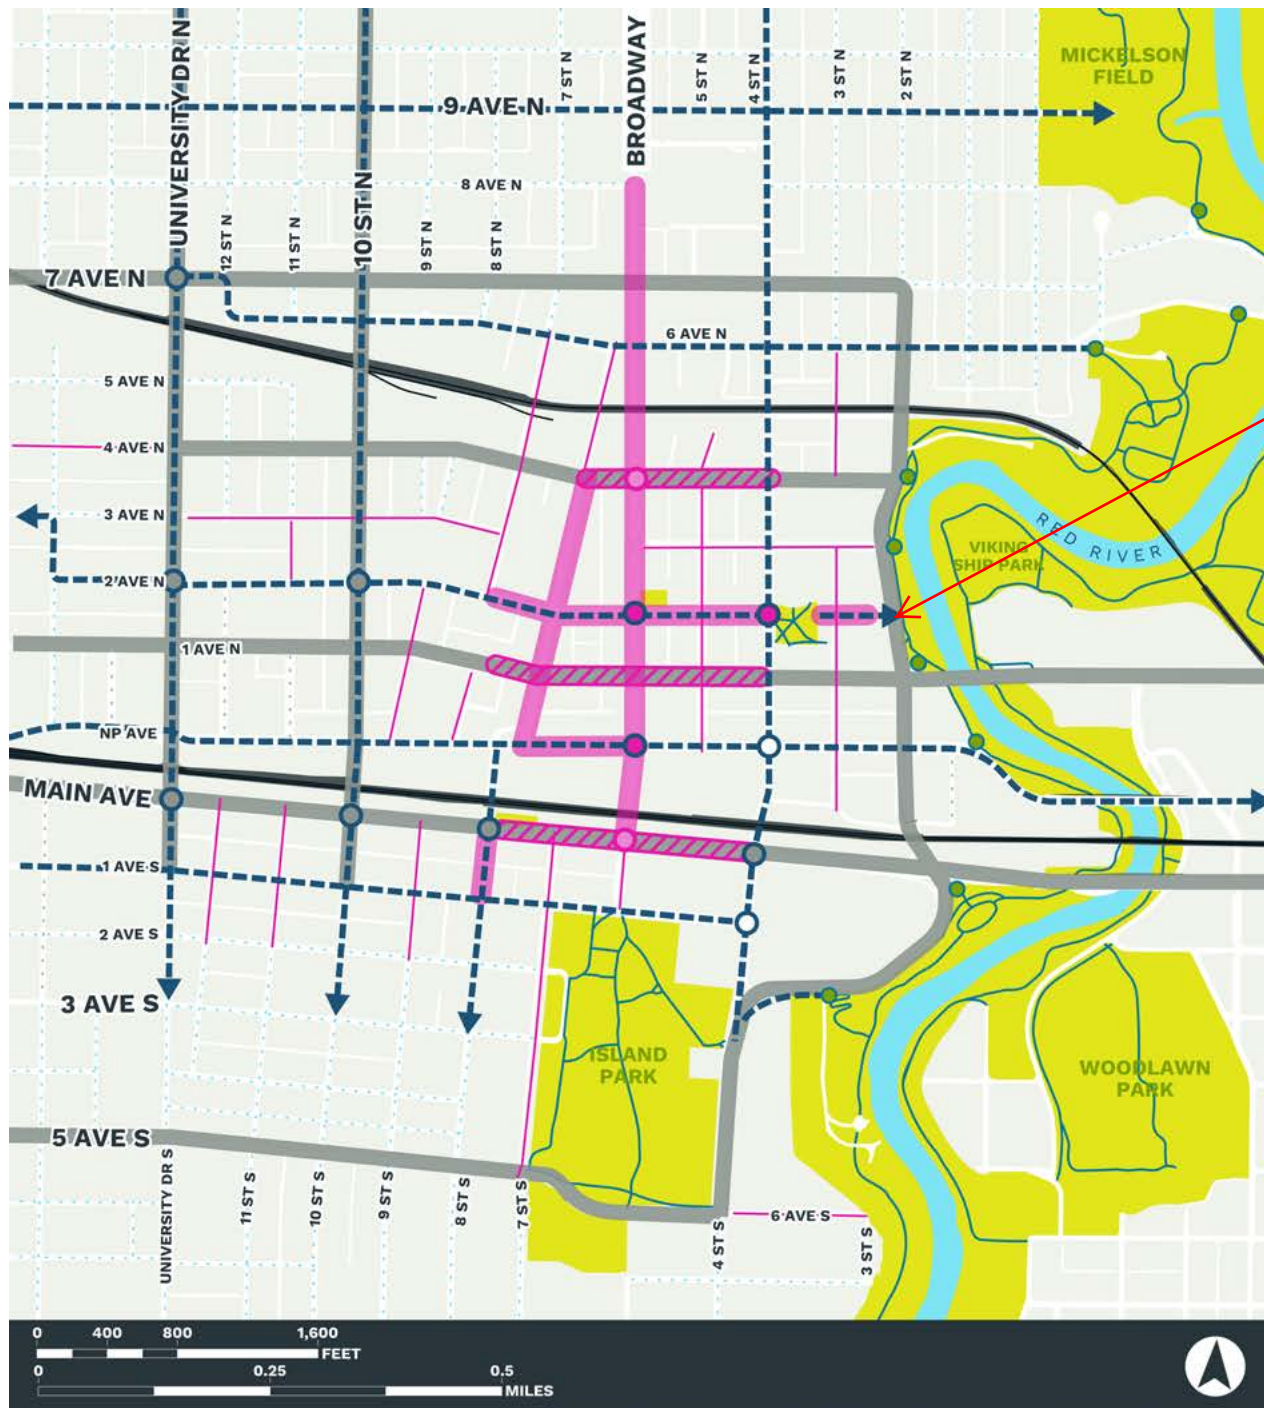 UNIVERSITY DR N
10 ST N
BROADWAY
7 ST N
5 ST N
4 ST N
3 ST N
2 ST N
MICKELSON
FIELD
9 AVE N
8 AVE N
12 ST N
11 ST N
9 ST N
8 ST N
7 AVE N
6 AVE N
5 AVE N
4 AVE N
3 AVE N
RED RIVER
VIKING
SHIP PARK
2 AVE N
1 AVE N
NP AVE
MAIN AVE
1 AVE S
2 AVE S
3 AVE S
ISLAND
PARK
WOODLAWN
PARK
5 AVE S
UNIVERSITY DR S
11 ST S
10 ST S
9 ST S
8 ST S
7 ST S
4 ST S
6 AVE S
3 ST S
0 400 800 1,600
FEET
0 0.25 0.5
MILES